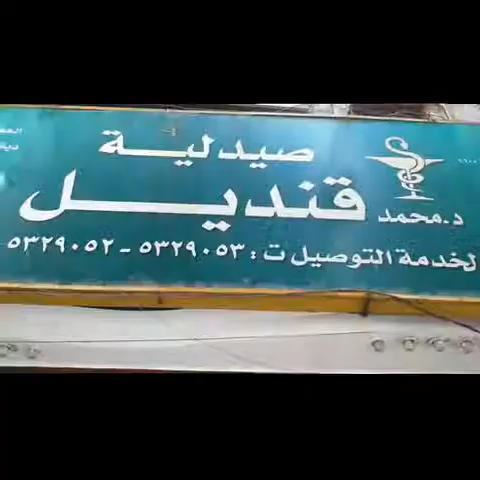 صيدلية
د.محمد قنديل
لخدمة التوصيل ت : ٥٣٢٩٠٥٣ - ٥٣٢٩٠٥٢